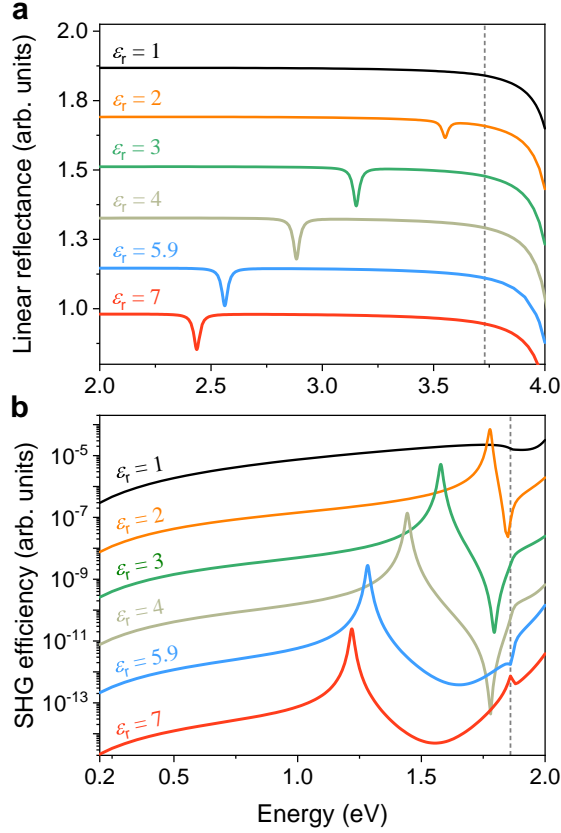 a
Linear reflectance (arb. units)
2.0
1.8
1.5
1.3
1.0
εr = 1
εr = 2
εr = 3
εr = 4
εr = 5.9
εr = 7
2.0 2.5 3.0 3.5 4.0
b
SHG efficiency (arb. units)
10-5
10-7
10-9
10-11
10-13
εr = 1
εr = 2
εr = 3
εr = 4
εr = 5.9
εr = 7
0.2 0.5 1.0 1.5 2.0
Energy (eV)